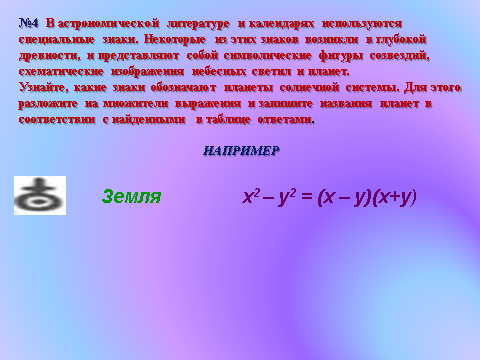 №4 В астрономической литературе и календарях используются
специальные знаки. Некоторые из этих знаков возникли в глубокой
древности, и представляют собой символические фигуры созвездий,
схематические изображения небесных светил и планет.
Узнайте, какие знаки обозначают планеты солнечной системы. Для этого
разложите на множители выражения и запишите названия планет в
соответствии с найденными в таблице ответами.
НАПРИМЕР
Земля x² – y² = (x – y)(x+y)